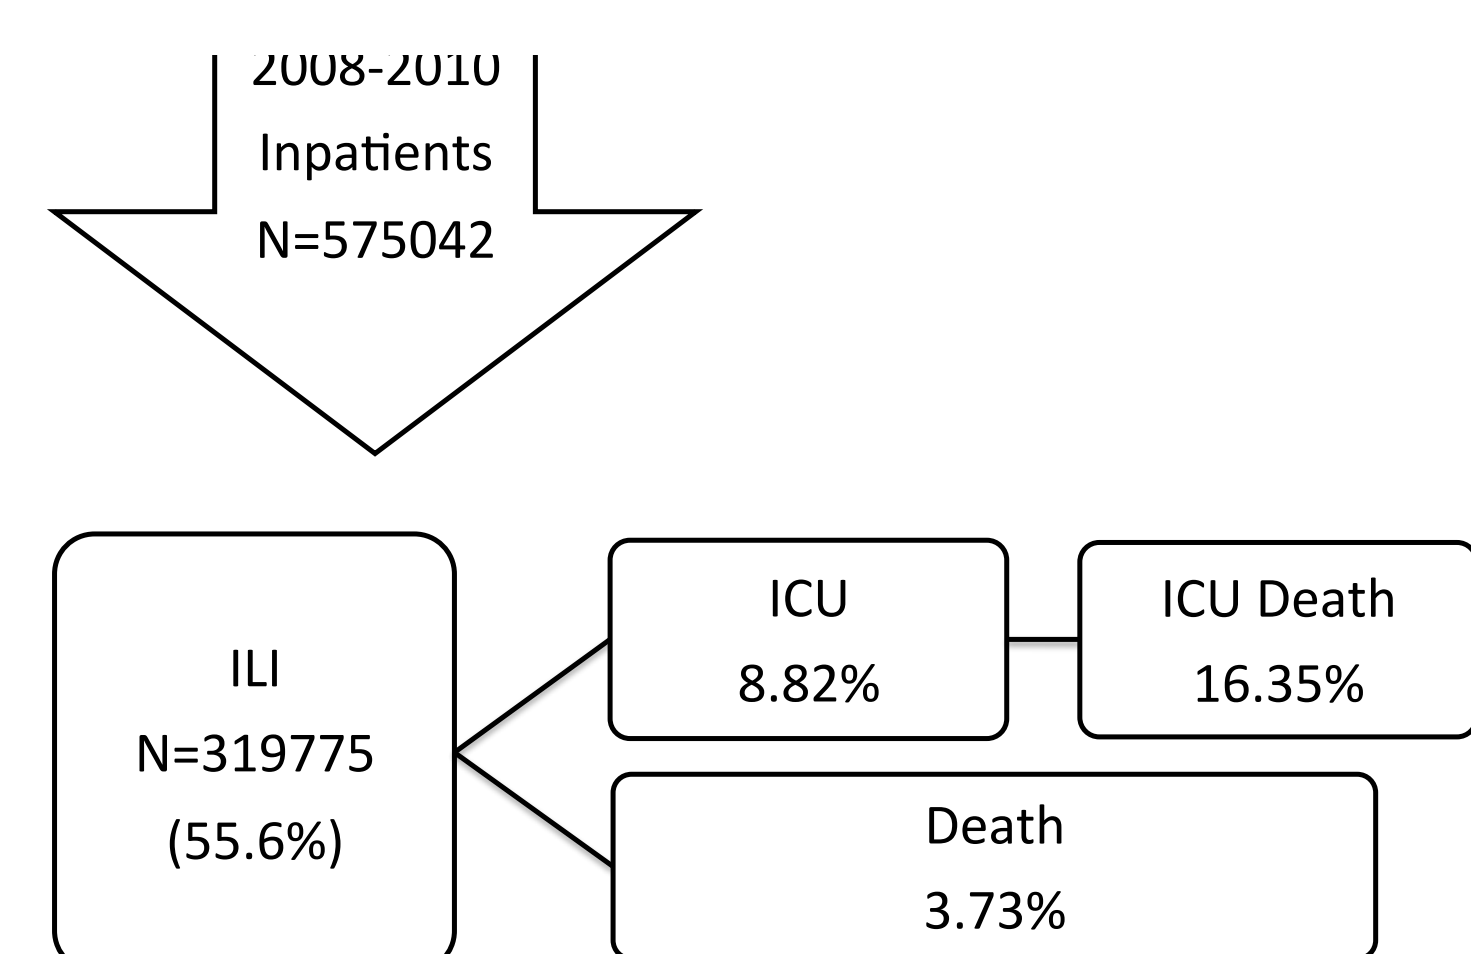 2008-2010
Inpatients
N=575042
ILI
N=319775
(55.6%)
ICU
8.82%
ICU Death
16.35%
Death
3.73%